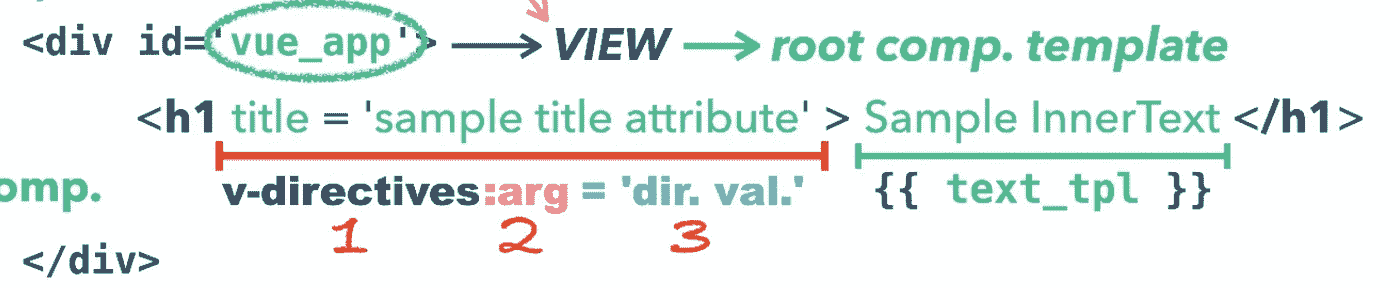 <div id='vue_app'> VIEW root comp. template
<h1 title = 'sample title attribute' > Sample InnerText </h1>
omp. v-directives:arg = 'dir. val.' {{ text_tpl }}
1 2 3
</div>